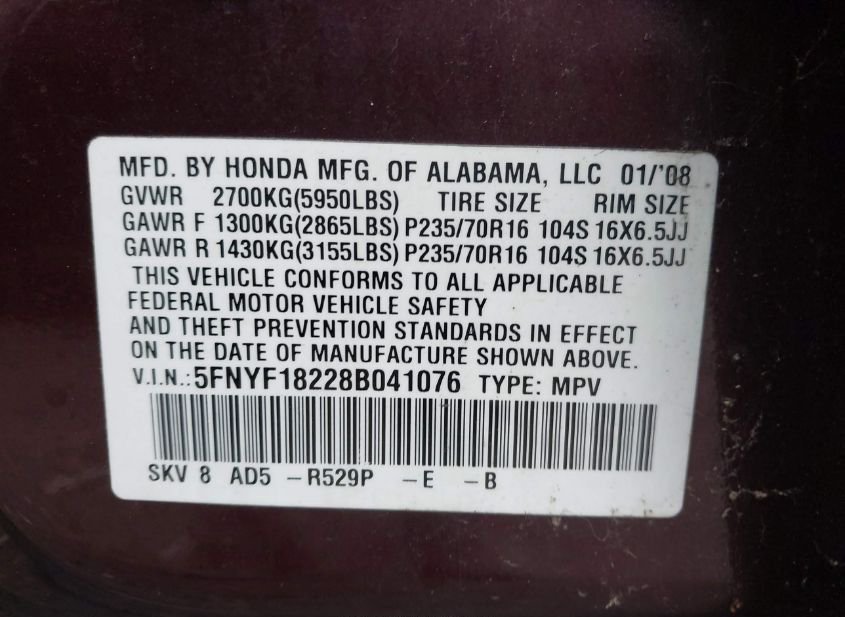 MFD. BY HONDA MFG. OF ALABAMA, LLC 01/'08
GVWR 2700KG(5950LBS) TIRE SIZE RIM SIZE
GAWR F 1300KG(2865LBS) P235/70R16 104S 16X6.5JJ
GAWR R 1430KG(3155LBS) P235/70R16 104S 16X6.5JJ
THIS VEHICLE CONFORMS TO ALL APPLICABLE
FEDERAL MOTOR VEHICLE SAFETY
AND THEFT PREVENTION STANDARDS IN EFFECT
ON THE DATE OF MANUFACTURE SHOWN ABOVE.
V.I.N.: 5FNYF18228B041076 TYPE: MPV
SKV 8 AD5 –R529P –E –B